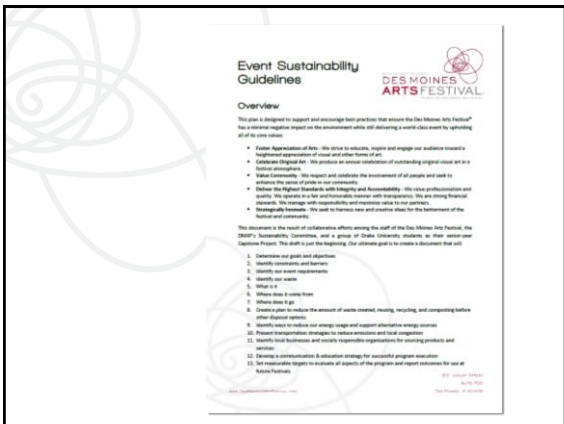 Event Sustainability
Guidelines
DES MOINES
ARTS FESTIVAL
Overview
This plan is designed to support and encourage best practices that ensure the Des Moines Arts Festival®
has a minimal negative impact on the environment while still delivering a world-class event by upholding
all of its core values:
• Foster Appreciation of Arts - We strive to educate, inspire and engage our audience toward a
heightened appreciation of visual and other forms of art.
• Celebrate Original Art - We produce an annual celebration of outstanding original visual art in a
festival atmosphere.
• Value Community - We respect and celebrate the involvement of all people and seek to
enhance the sense of pride in our community.
• Deliver the Highest Standards with Integrity and Accountability - We value professionalism and
quality. We operate in a fair and honorable manner with transparency. We are strong financial
stewards. We manage with responsibility and maximize value to our partners.
• Strategically Innovate - We seek to harness new and creative ideas for the betterment of the
festival and community.
This document is the result of collaborative efforts among the staff of the Des Moines Arts Festival, the
DMAF's Sustainability Committee, and a group of Drake University students as their senior-year
Capstone Project. This draft is just the beginning. Our ultimate goal is to create a document that will:
1. Determine our goals and objectives
2. Identify constraints and barriers
3. Identify our event requirements
4. Identify our waste
5. What is it
6. Where does it come from
7. Where does it go
8. Create a plan to reduce the amount of waste created, reusing, recycling, and composting before
other disposal options
9. Identify ways to reduce our energy usage and support alternative energy sources
10. Present transportation strategies to reduce emissions and local congestion
11. Identify local businesses and socially responsible organizations for sourcing products and
services
12. Develop a communication & education strategy for successful program execution
13. Set measurable targets to evaluate all aspects of the program and report outcomes for use at
future Festivals